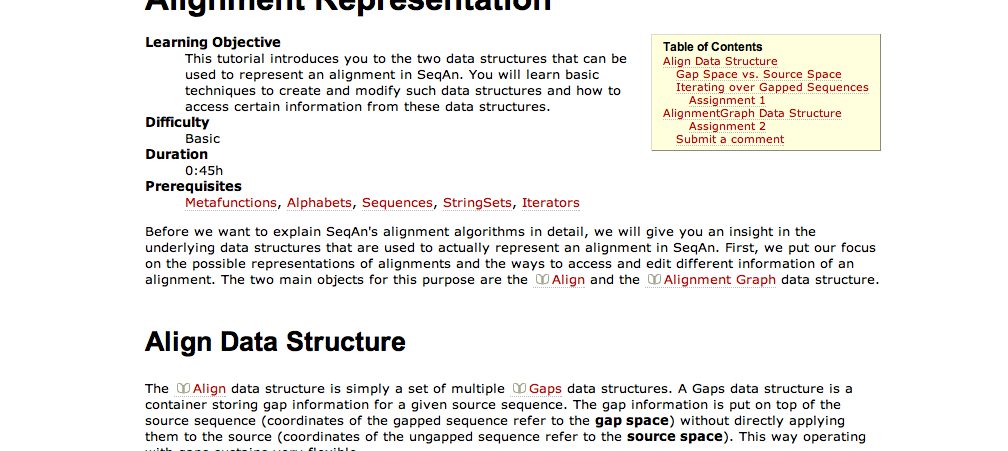 Alignment Representation
Learning Objective
This tutorial introduces you to the two data structures that can be
used to represent an alignment in SeqAn. You will learn basic
techniques to create and modify such data structures and how to
access certain information from these data structures.
Difficulty
Basic
Duration
0:45h
Prerequisites
Metafunctions, Alphabets, Sequences, StringSets, Iterators
Table of Contents
Align Data Structure
Gap Space vs. Source Space
Iterating over Gapped Sequences
Assignment 1
AlignmentGraph Data Structure
Assignment 2
Submit a comment
Before we want to explain SeqAn's alignment algorithms in detail, we will give you an insight in the
underlying data structures that are used to actually represent an alignment in SeqAn. First, we put our focus
on the possible representations of alignments and the ways to access and edit different information of an
alignment. The two main objects for this purpose are the Align and the Alignment Graph data structure.
Align Data Structure
The Align data structure is simply a set of multiple Gaps data structures. A Gaps data structure is a
container storing gap information for a given source sequence. The gap information is put on top of the
source sequence (coordinates of the gapped sequence refer to the gap space) without directly applying
them to the source (coordinates of the ungapped sequence refer to the source space). This way operating
with gaps sustains very flexible.